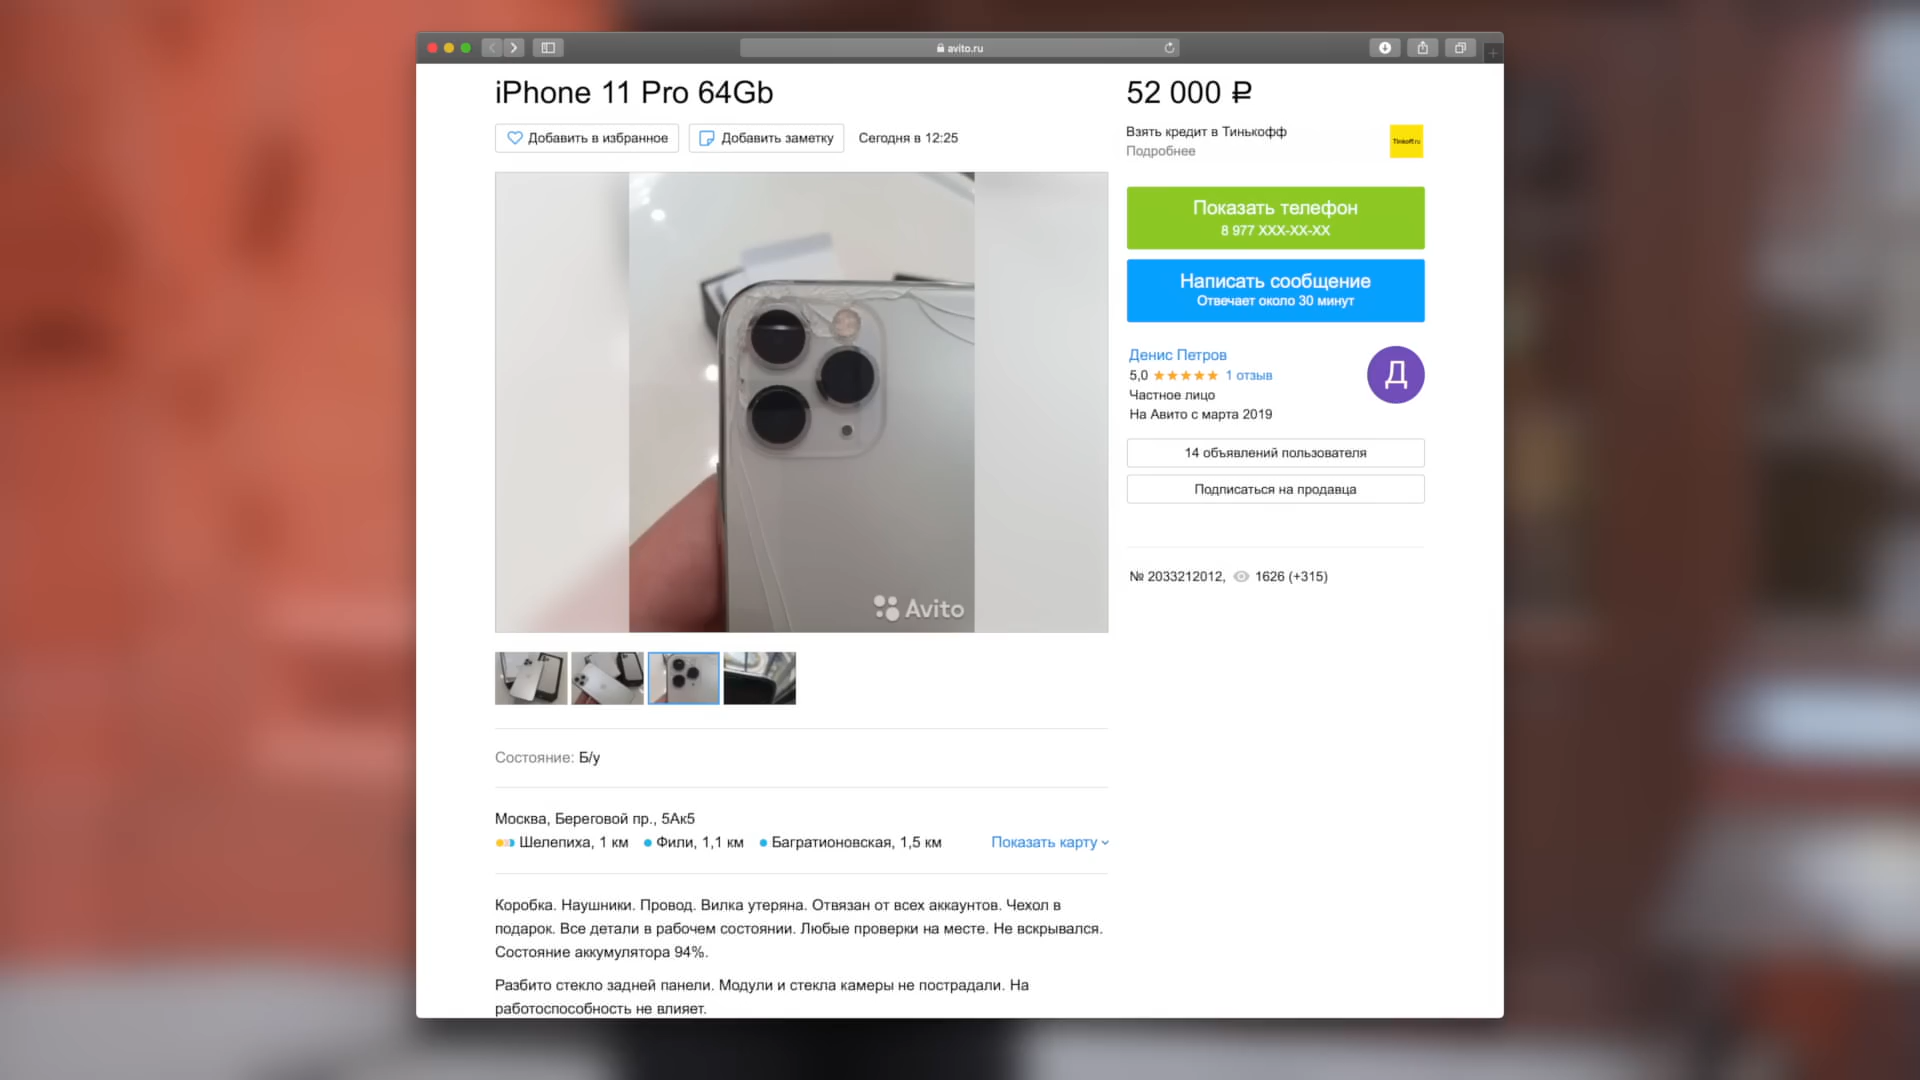 avito.ru
iPhone 11 Pro 64Gb
Добавить в избранное
Добавить заметку
Сегодня в 12:25
Avito
Состояние: Б/у
Москва, Береговой пр., 5Ак5
Шелепиха, 1 км Фили, 1,1 км Багратионовская, 1,5 км Показать карту
Коробка. Наушники. Провод. Вилка утеряна. Отвязан от всех аккаунтов. Чехол в
подарок. Все детали в рабочем состоянии. Любые проверки на месте. Не вскрывался.
Состояние аккумулятора 94%.
Разбито стекло задней панели. Модули и стекла камеры не пострадали. На
работоспособность не влияет.
52 000 ₽
Взять кредит в Тинькофф
Подробнее
Tinkoff.ru
Показать телефон
8 977 XXX-XX-XX
Написать сообщение
Отвечает около 30 минут
Денис Петров
5,0 ★★★★★ 1 отзыв
Частное лицо
На Авито с марта 2019
Д
14 объявлений пользователя
Подписаться на продавца
№ 2033212012, 1626 (+315)